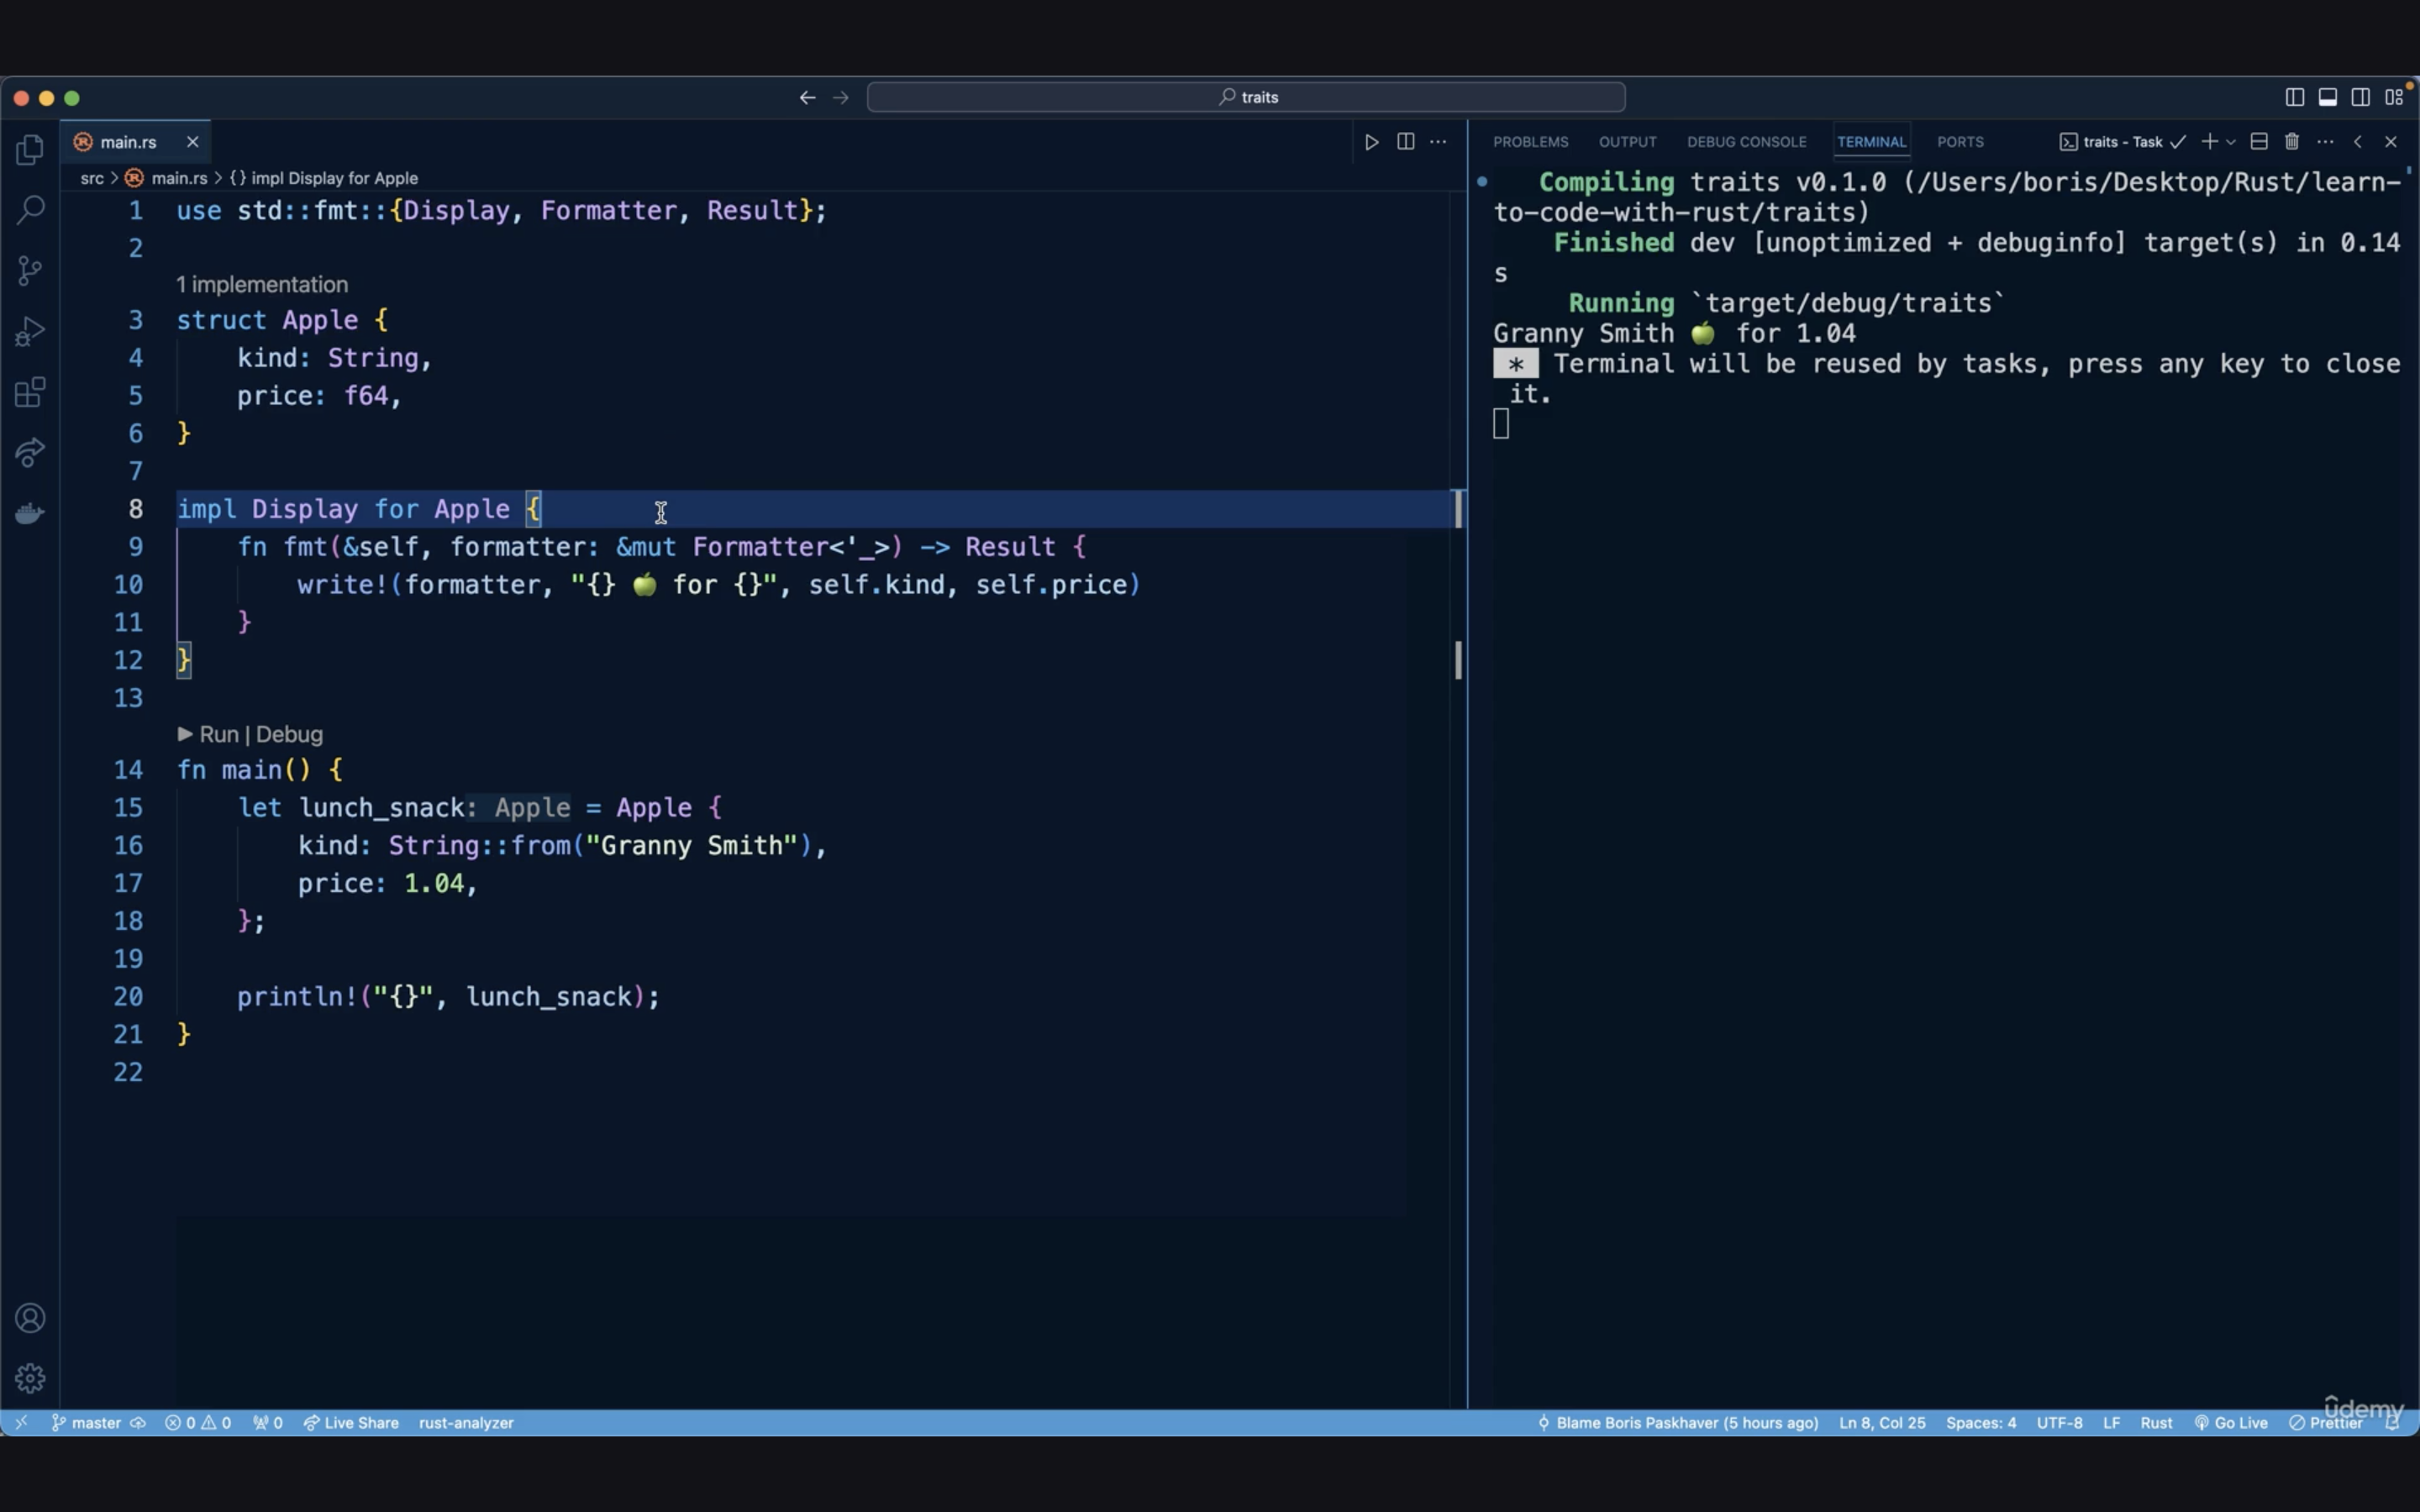 traits
main.rs
PROBLEMS OUTPUT DEBUG CONSOLE TERMINAL PORTS traits - Task
src > main.rs > {} impl Display for Apple
1 use std::fmt::{Display, Formatter, Result};
2
1 implementation
3 struct Apple {
4     kind: String,
5     price: f64,
6 }
7
8 impl Display for Apple {
9     fn fmt(&self, formatter: &mut Formatter<'_>) -> Result {
10         write!(formatter, "{} 🍏 for {}", self.kind, self.price)
11     }
12 }
13
▶ Run | Debug
14 fn main() {
15     let lunch_snack: Apple = Apple {
16         kind: String::from("Granny Smith"),
17         price: 1.04,
18     };
19
20     println!("{}", lunch_snack);
21 }
22
Compiling traits v0.1.0 (/Users/boris/Desktop/Rust/learn-
to-code-with-rust/traits)
Finished dev [unoptimized + debuginfo] target(s) in 0.14
s
Running `target/debug/traits`
Granny Smith 🍏 for 1.04
* Terminal will be reused by tasks, press any key to close
it.
master 0 0 0 Live Share rust-analyzer Blame Boris Paskhaver (5 hours ago) Ln 8, Col 25 Spaces: 4 UTF-8 LF Rust Go Live Prettier
ûdemy